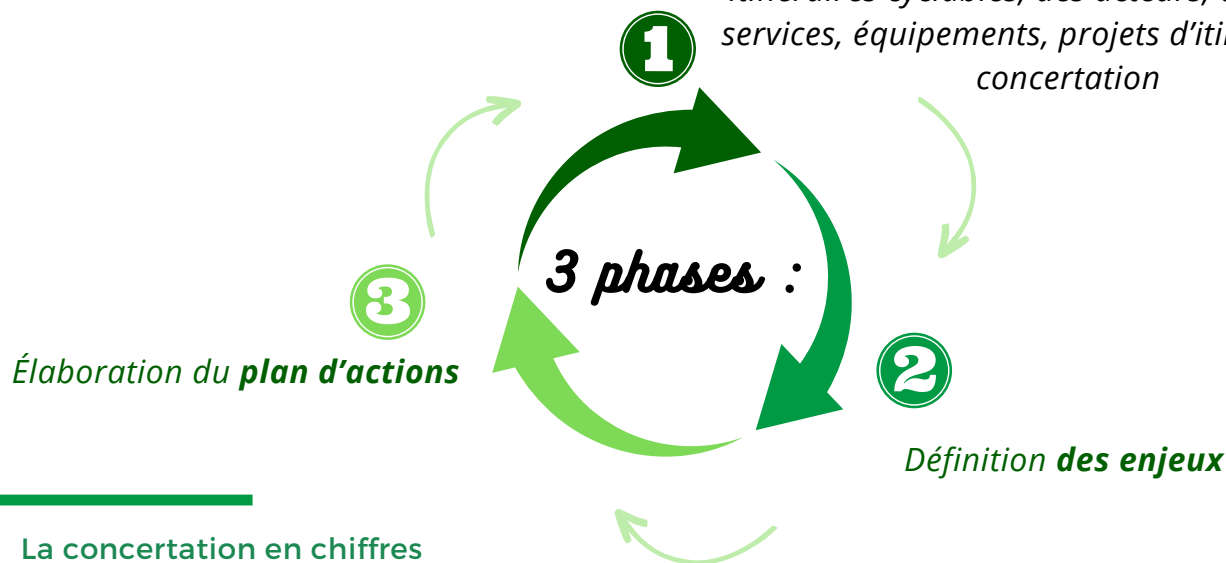 1
services, équipements, projets
concertation
3 phases :
3
Élaboration du plan d’actions
2
Définition des enjeux
La concertation en chiffres